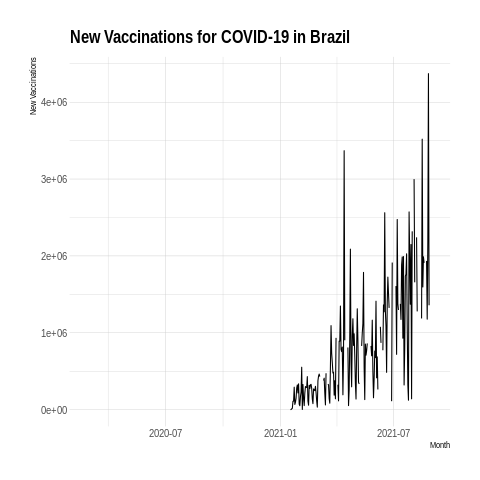 New Vaccinations for COVID-19 in Brazil
New Vaccinations
4e+06
3e+06
2e+06
1e+06
0e+00
2020-07 2021-01 2021-07
Month